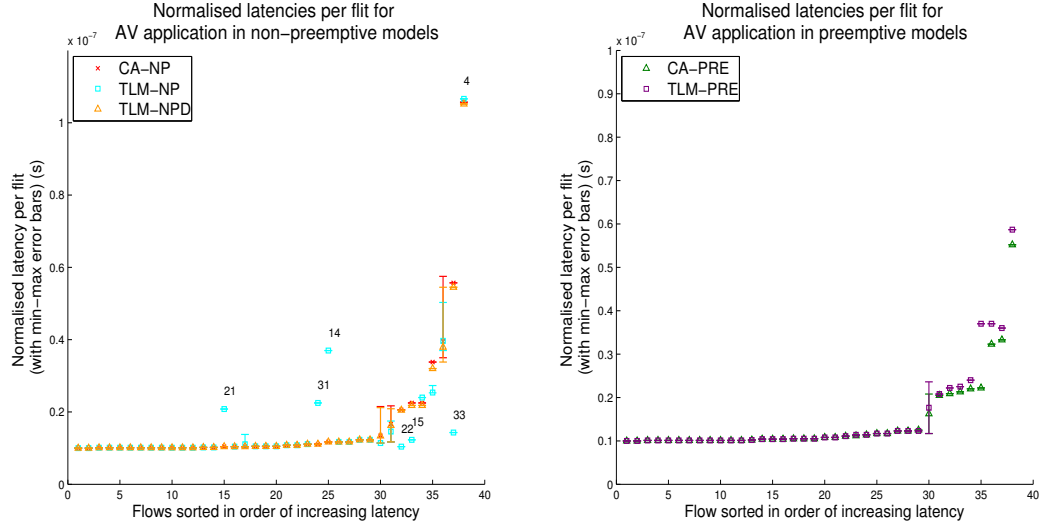 Normalised latencies per flit for
AV application in non−preemptive models
x 10⁻⁷
CA−NP
TLM−NP
TLM−NPD
4
14
21
31
22
15
33
1
0.8
0.6
0.4
0.2
0
0 5 10 15 20 25 30 35 40
Normalised latency per flit
(with min−max error bars) (s)
Flows sorted in order of increasing latency
Normalised latencies per flit for
AV application in preemptive models
x 10⁻⁷
CA−PRE
TLM−PRE
1
0.9
0.8
0.7
0.6
0.5
0.4
0.3
0.2
0.1
0
0 5 10 15 20 25 30 35 40
Normalised latency per flit
(with min−max error bars) (s)
Flows sorted in order of increasing latency